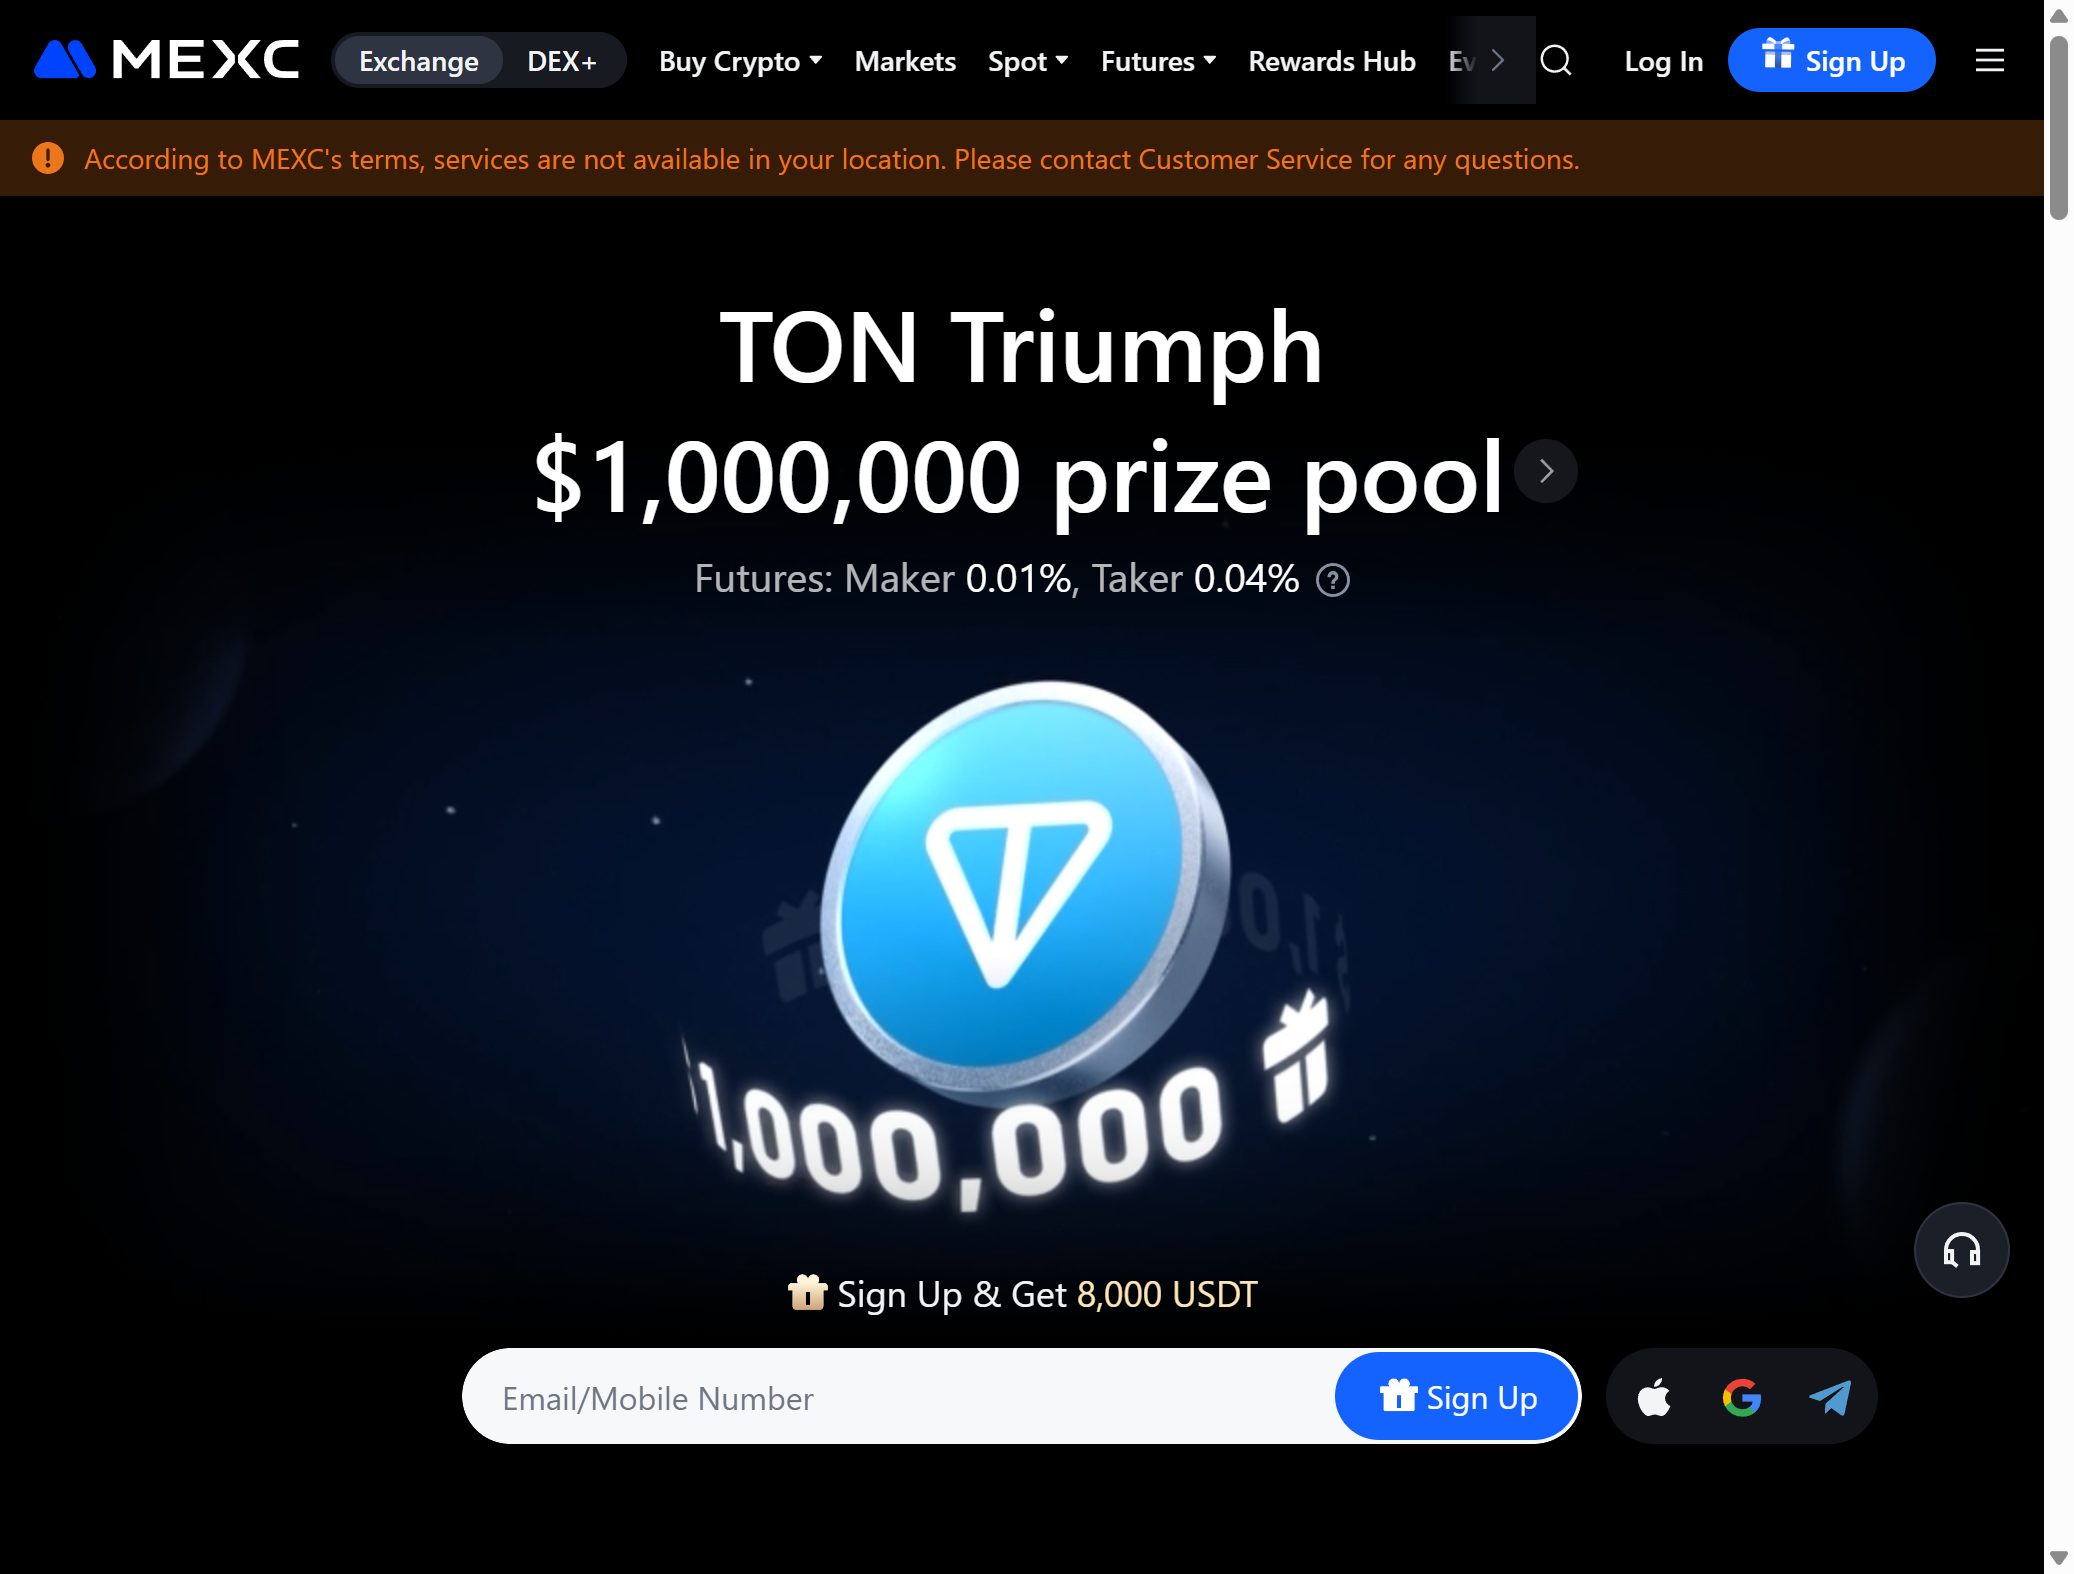 MEXC
Exchange
DEX+
Buy Crypto
Markets
Spot
Futures
Rewards Hub
Ev
Log In
Sign Up
According to MEXC's terms, services are not available in your location. Please contact Customer Service for any questions.
TON Triumph
$1,000,000 prize pool
Futures: Maker 0.01%, Taker 0.04%
1,000,000
Sign Up & Get 8,000 USDT
Email/Mobile Number
Sign Up